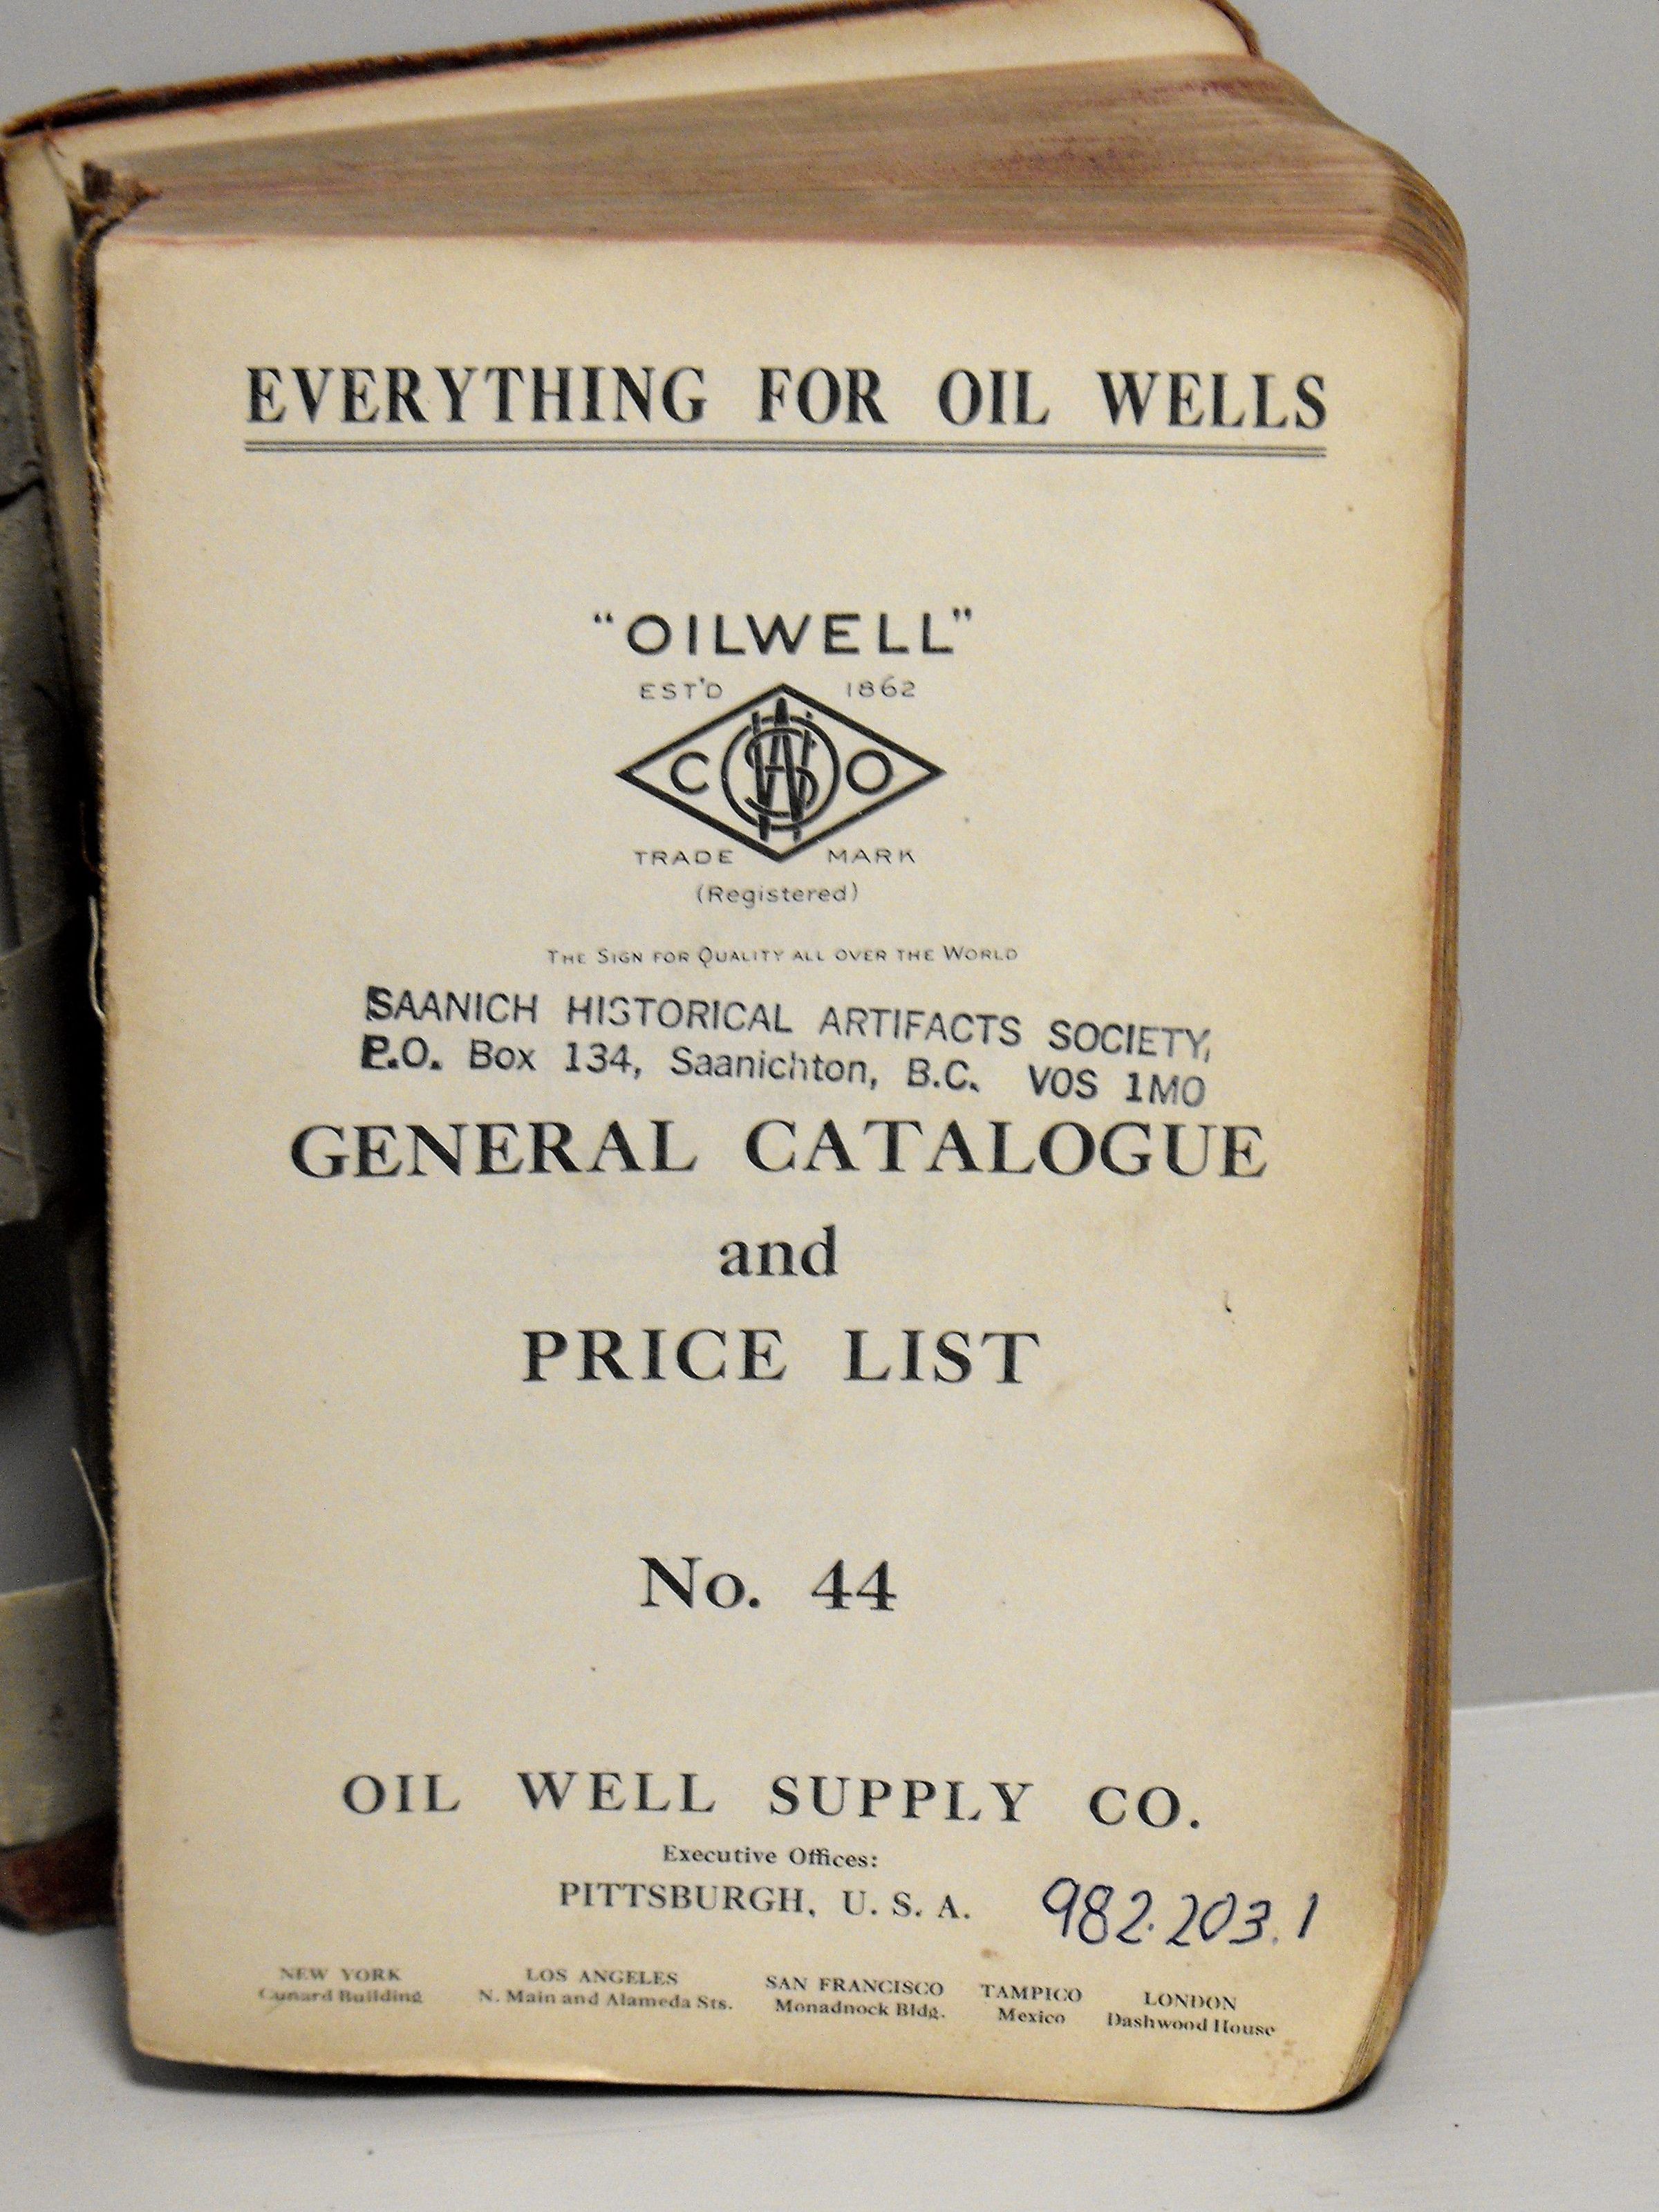 EVERYTHING FOR OIL WELLS
"OILWELL"
EST'D 1862
C OWS O
TRADE MARK
(Registered)
THE SIGN FOR QUALITY ALL OVER THE WORLD
SAANICH HISTORICAL ARTIFACTS SOCIETY,
P.O. Box 134, Saanichton, B.C. V0S 1M0
GENERAL CATALOGUE
and
PRICE LIST
No. 44
OIL WELL SUPPLY CO.
Executive Offices:
PITTSBURGH, U. S. A.
982.203.1
NEW YORK LOS ANGELES SAN FRANCISCO TAMPICO LONDON
Cunard Building N. Main and Alameda Sts. Monadnock Bldg. Mexico Dashwood House